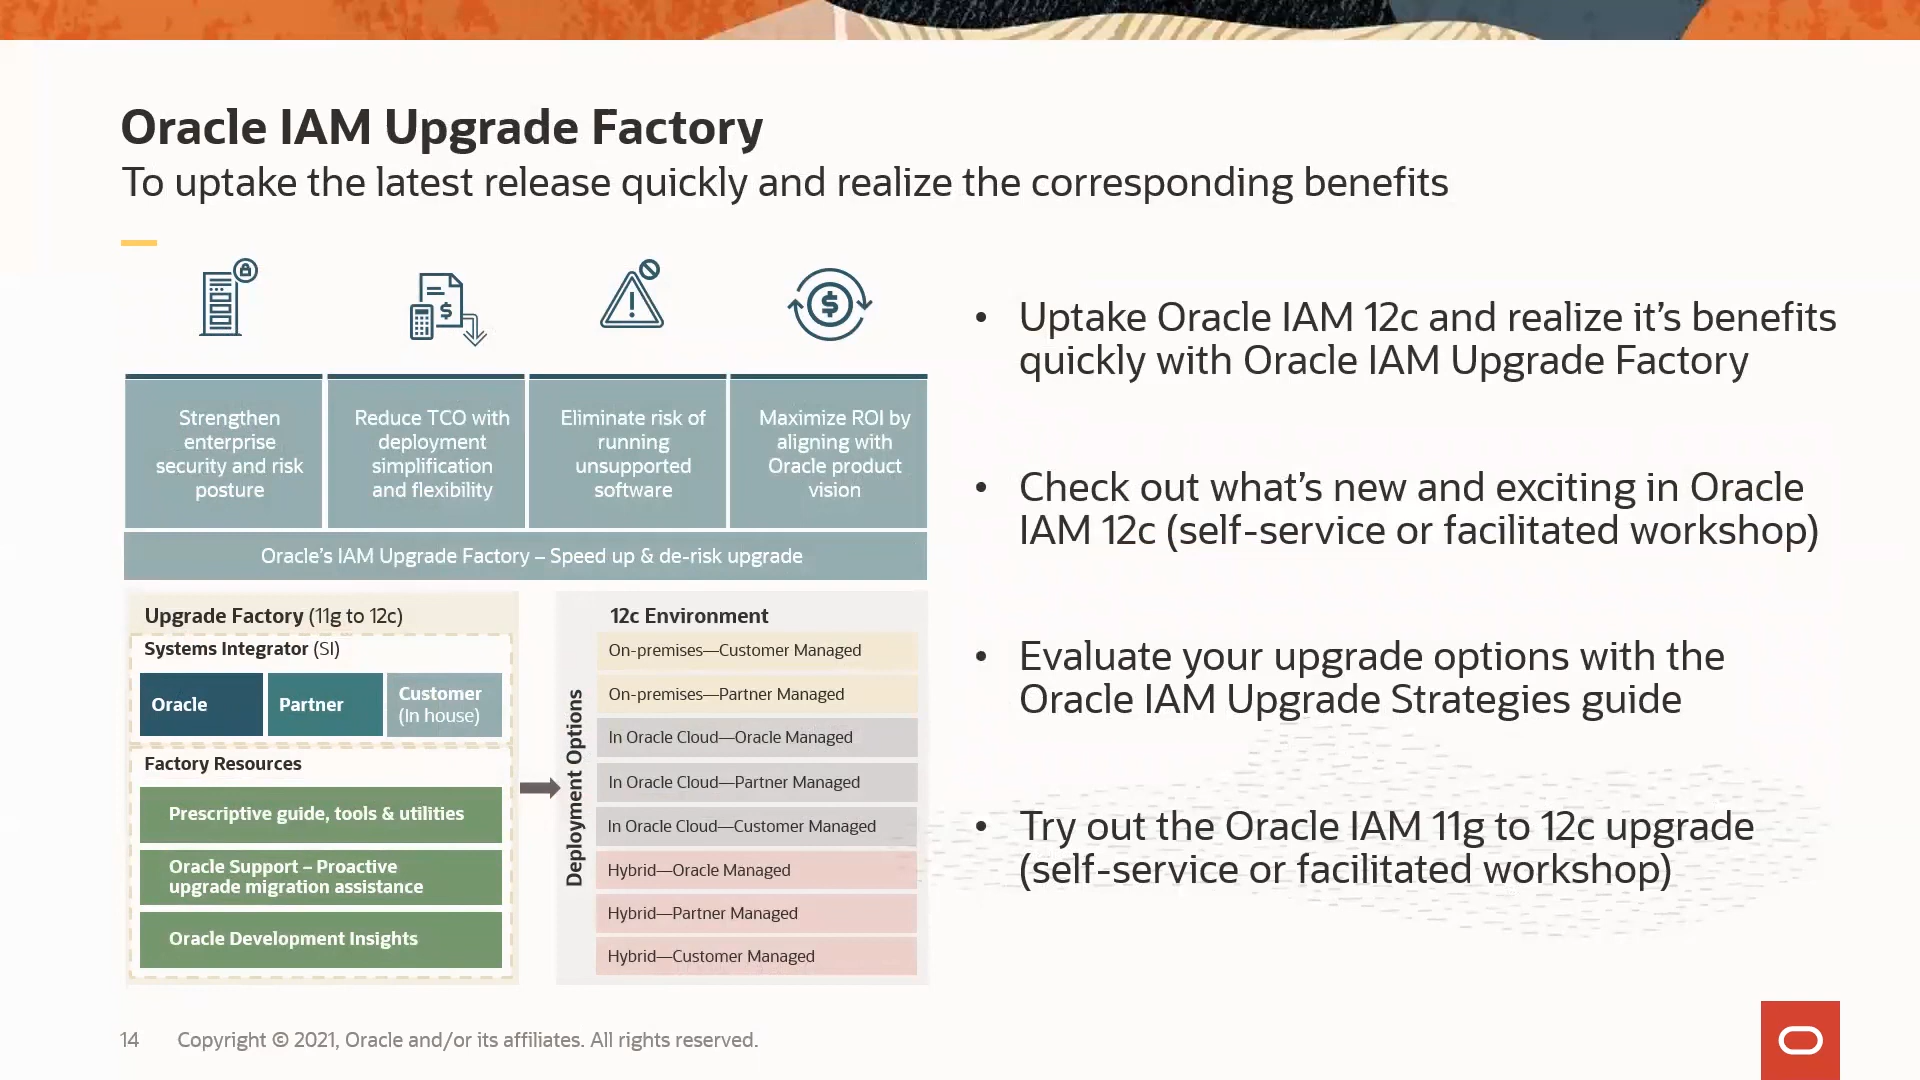 Oracle IAM Upgrade Factory
To uptake the latest release quickly and realize the corresponding benefits
Strengthen
enterprise
security and risk
posture
Reduce TCO with
deployment
simplification
and flexibility
Eliminate risk of
running
unsupported
software
Maximize ROI by
aligning with
Oracle product
vision
Oracle’s IAM Upgrade Factory – Speed up & de-risk upgrade
Upgrade Factory (11g to 12c)
Systems Integrator (SI)
Oracle
Partner
Customer
(In house)
Factory Resources
Prescriptive guide, tools & utilities
Oracle Support – Proactive
upgrade migration assistance
Oracle Development Insights
Deployment Options
12c Environment
On-premises—Customer Managed
On-premises—Partner Managed
In Oracle Cloud—Oracle Managed
In Oracle Cloud—Partner Managed
In Oracle Cloud—Customer Managed
Hybrid—Oracle Managed
Hybrid—Partner Managed
Hybrid—Customer Managed
• Uptake Oracle IAM 12c and realize it’s benefits
quickly with Oracle IAM Upgrade Factory
• Check out what’s new and exciting in Oracle
IAM 12c (self-service or facilitated workshop)
• Evaluate your upgrade options with the
Oracle IAM Upgrade Strategies guide
• Try out the Oracle IAM 11g to 12c upgrade
(self-service or facilitated workshop)
14 Copyright © 2021, Oracle and/or its affiliates. All rights reserved.